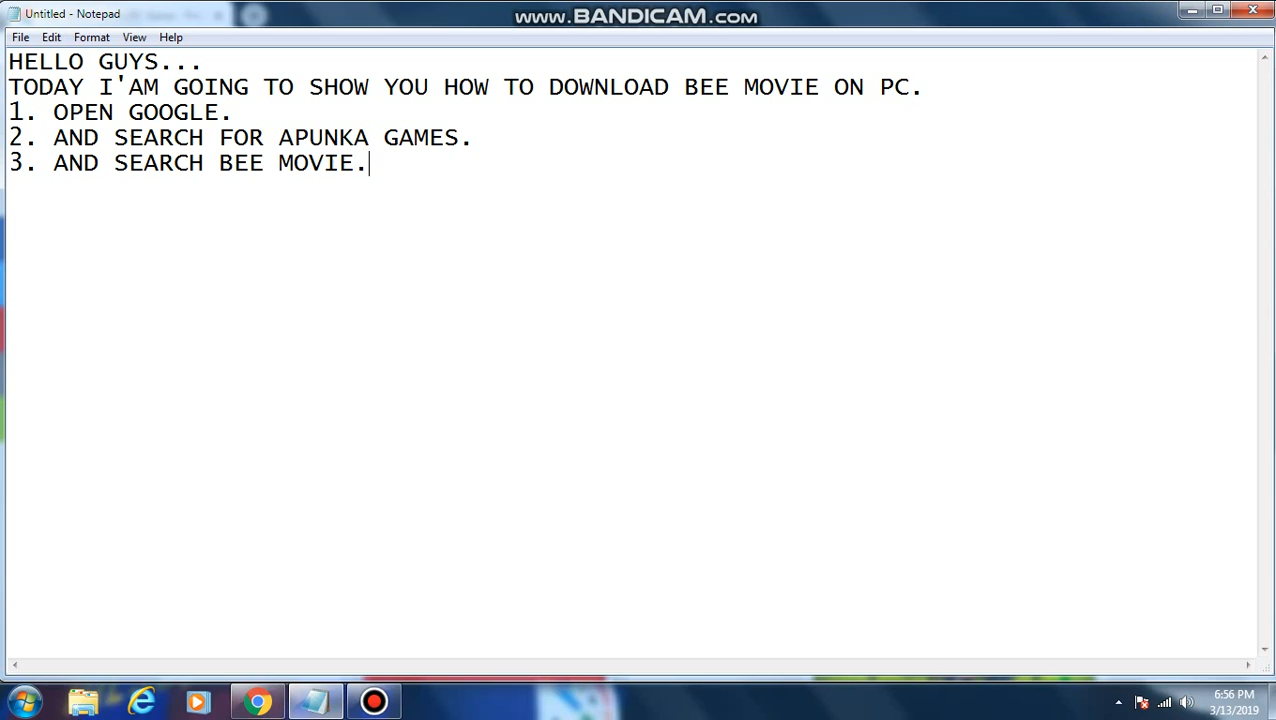 Untitled - Notepad
www.BANDICAM.com
File Edit Format View Help
HELLO GUYS...
TODAY I'AM GOING TO SHOW YOU HOW TO DOWNLOAD BEE MOVIE ON PC.
1. OPEN GOOGLE.
2. AND SEARCH FOR APUNKA GAMES.
3. AND SEARCH BEE MOVIE.
6:56 PM
3/13/2019